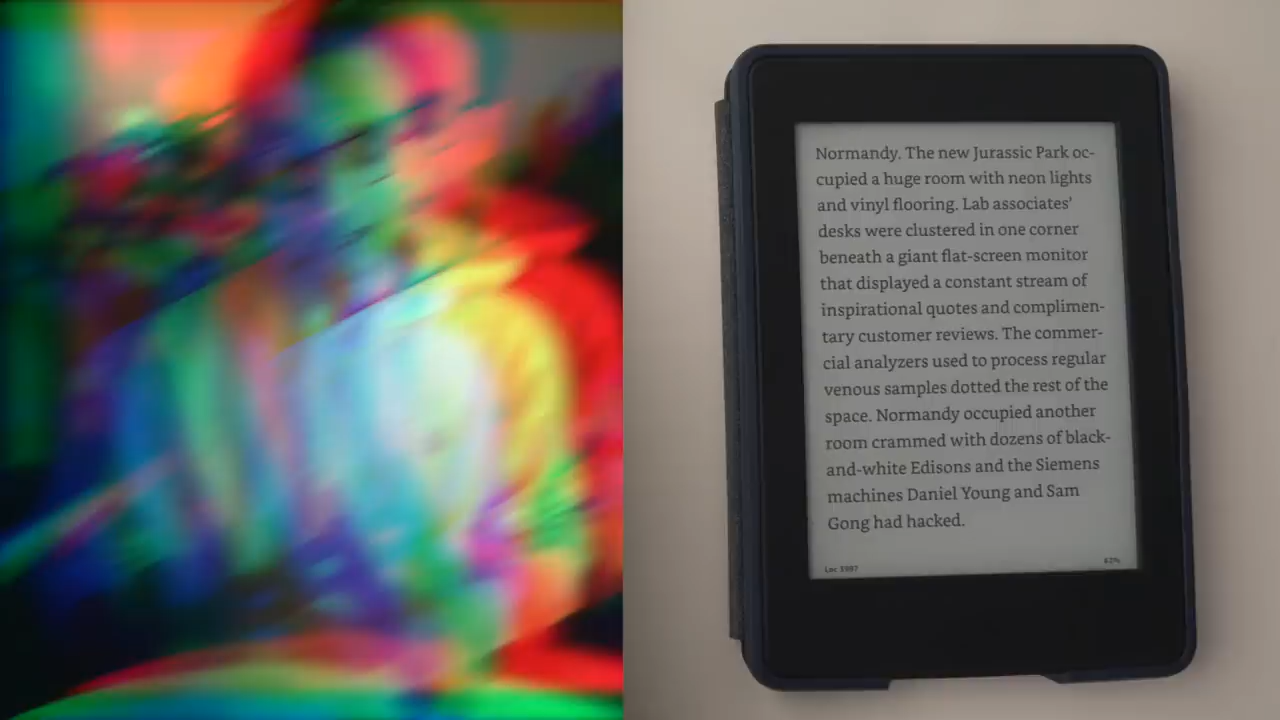 Normandy. The new Jurassic Park oc-
cupied a huge room with neon lights
and vinyl flooring. Lab associates’
desks were clustered in one corner
beneath a giant flat-screen monitor
that displayed a constant stream of
inspirational quotes and complimen-
tary customer reviews. The commer-
cial analyzers used to process regular
venous samples dotted the rest of the
space. Normandy occupied another
room crammed with dozens of black-
and-white Edisons and the Siemens
machines Daniel Young and Sam
Gong had hacked.
Loc 3997 62%